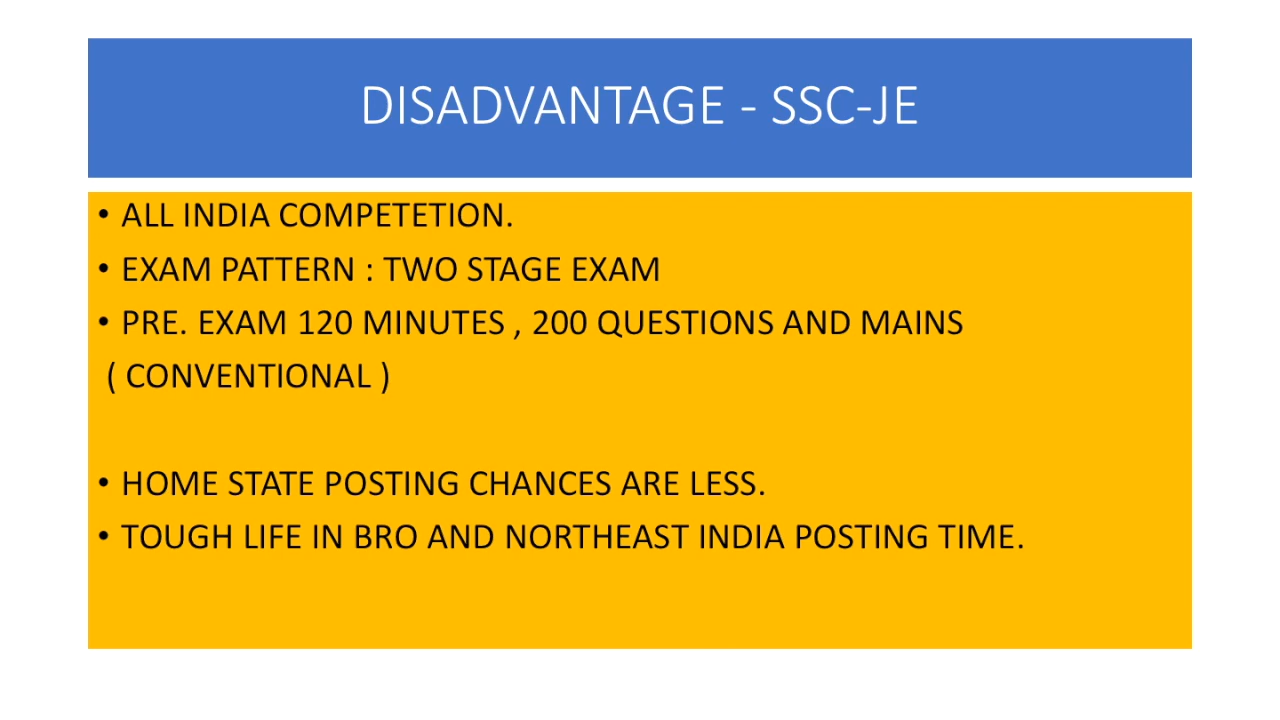 DISADVANTAGE - SSC-JE
• ALL INDIA COMPETETION.
• EXAM PATTERN : TWO STAGE EXAM
• PRE. EXAM 120 MINUTES , 200 QUESTIONS AND MAINS
( CONVENTIONAL )
• HOME STATE POSTING CHANCES ARE LESS.
• TOUGH LIFE IN BRO AND NORTHEAST INDIA POSTING TIME.